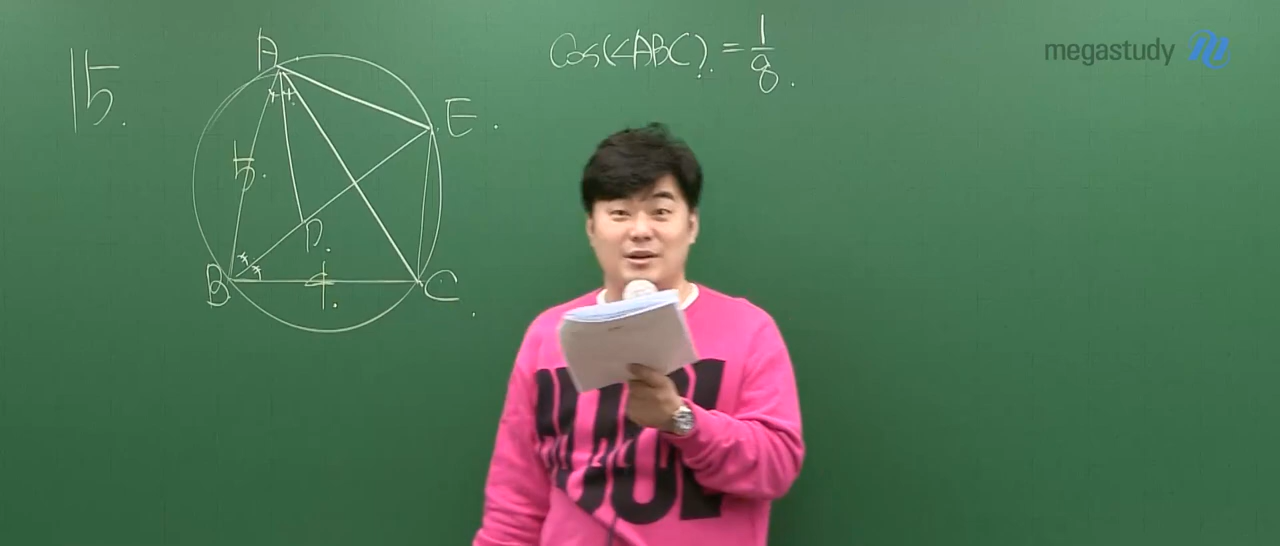 15.
A
E.
5.
D.
B
4.
C
cos(∠ABC) = 1/8.
megastudy